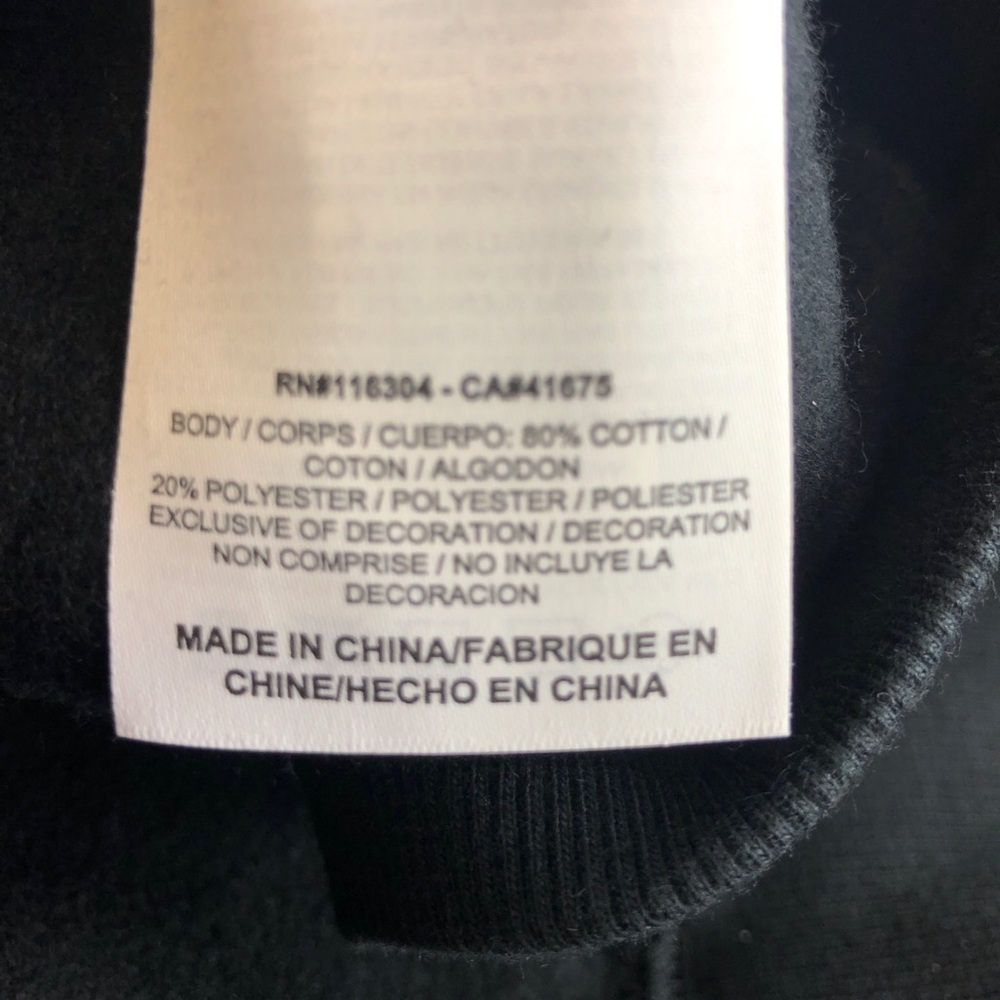 RN#116304 - CA#41675
BODY / CORPS / CUERPO: 80% COTTON /
COTON / ALGODON
20% POLYESTER / POLYESTER / POLIESTER
EXCLUSIVE OF DECORATION / DECORATION
NON COMPRISE / NO INCLUYE LA
DECORACION
MADE IN CHINA/FABRIQUE EN
CHINE/HECHO EN CHINA